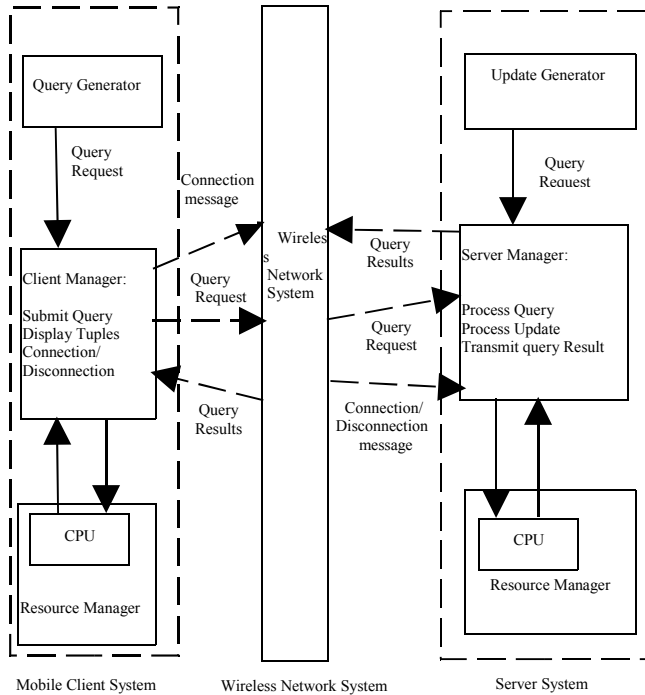 Query Generator
Update Generator
Query
Request
Query
Request
Connection
message
Wireles
s
Network
System
Query
Results
Client Manager:
Submit Query
Display Tuples
Connection/
Disconnection
Query
Request
Server Manager:
Process Query
Process Update
Transmit query Result
Query
Request
Query
Results
Connection/
Disconnection
message
CPU
Resource Manager
CPU
Resource Manager
Mobile Client System
Wireless Network System
Server System